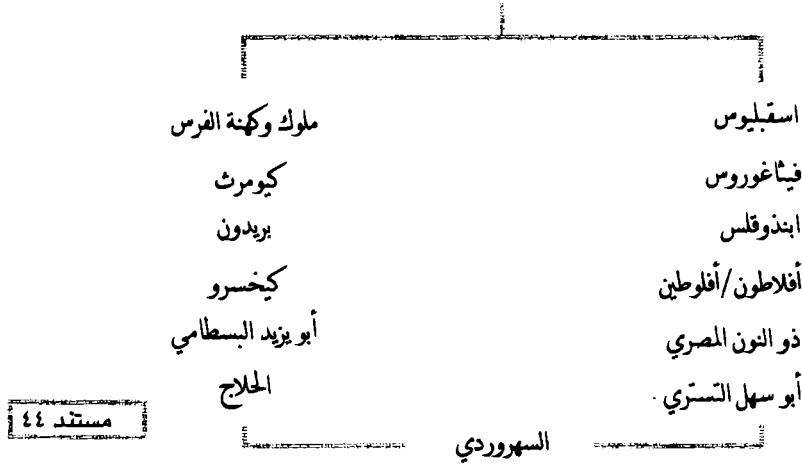 اسقبليوس
فيثاغوروس
ابنذوقلس
أفلاطون/أفلوطين
ذو النون المصري
أبو سهل التستري
ملوك وكهنة الفرس
كيومرث
بريدون
كيخسرو
أبو يزيد البسطامي
الحلاج
السهروردي
مستند ٤٤